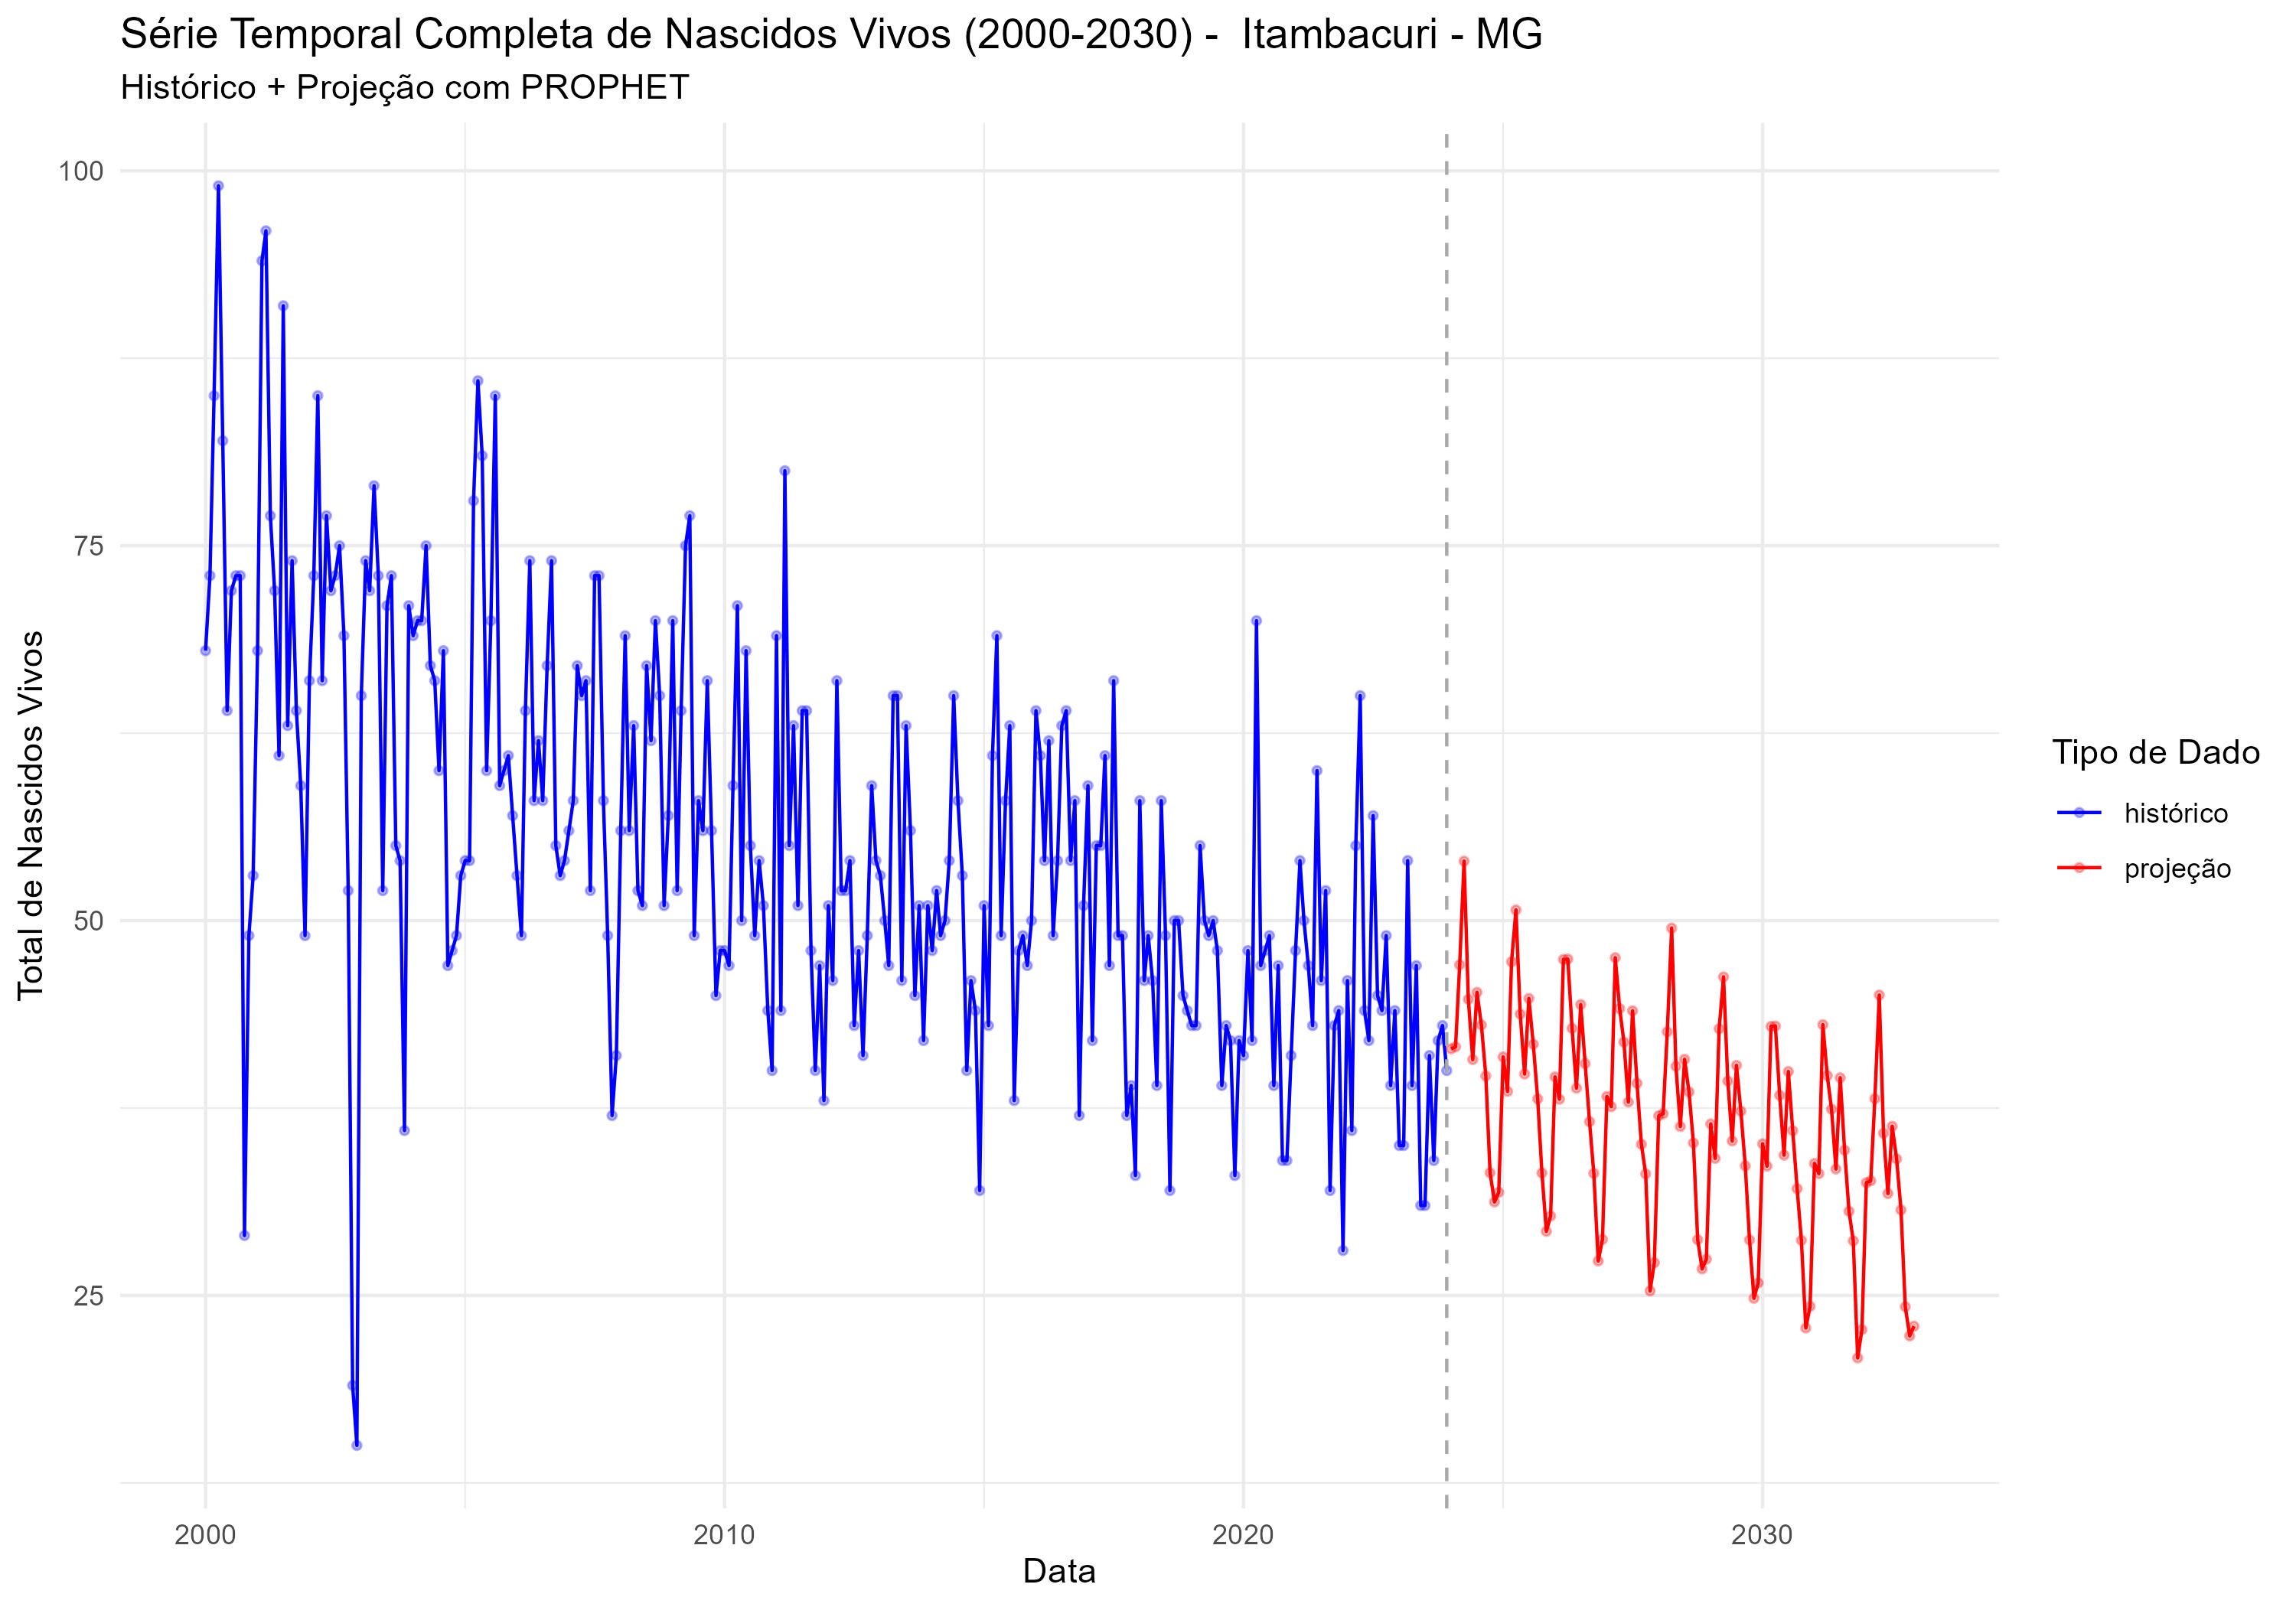 Série Temporal Completa de Nascidos Vivos (2000-2030) -  Itambacuri - MG
Histórico + Projeção com PROPHET
Total de Nascidos Vivos
100
75
50
25
2000
2010
2020
2030
Data
Tipo de Dado
histórico
projeção